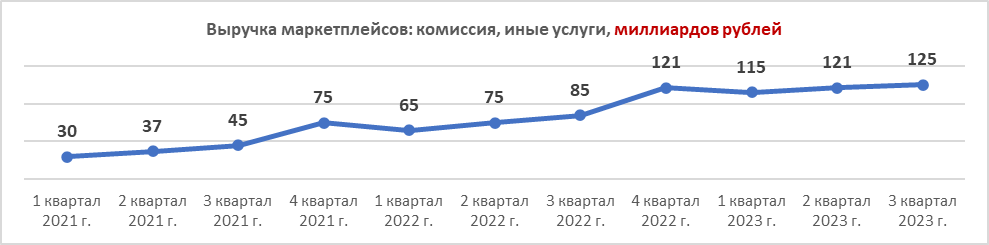 Выручка маркетплейсов: комиссия, иные услуги, миллиардов рублей
30 37 45 75 65 75 85 121 115 121 125
1 квартал 2 квартал 3 квартал 4 квартал 1 квартал 2 квартал 3 квартал 4 квартал 1 квартал 2 квартал 3 квартал
2021 г. 2021 г. 2021 г. 2021 г. 2022 г. 2022 г. 2022 г. 2022 г. 2023 г. 2023 г. 2023 г.